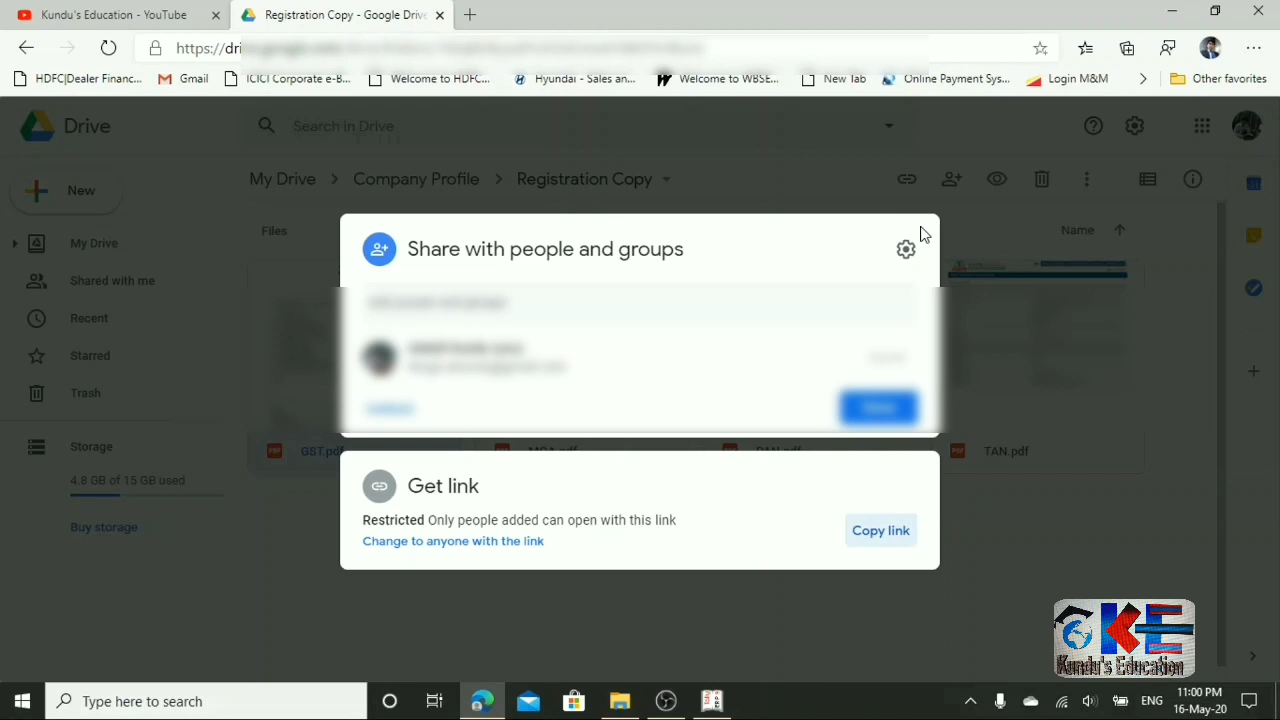 Kundu's Education - YouTube
Registration Copy - Google Drive
https://dri
HDFC|Dealer Financ...
Gmail
ICICI Corporate e-B...
Welcome to HDFC...
Hyundai - Sales an...
Welcome to WBSE...
New Tab
Online Payment Sys...
Login M&M
Other favorites
Drive
Search in Drive
New
My Drive
Company Profile
Registration Copy
Files
Name
My Drive
Shared with me
Recent
Starred
Trash
Storage
4.8 GB of 15 GB used
Buy storage
Share with people and groups
GST.pdf
TAN.pdf
Get link
Restricted Only people added can open with this link
Change to anyone with the link
Copy link
KE
Kundu's Education
Type here to search
ENG
11:00 PM
16-May-20